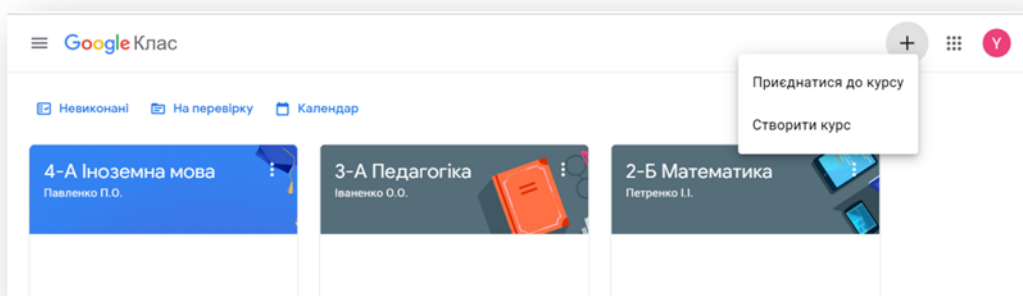 Google Клас
Y
Приєднатися до курсу
Створити курс
Невиконані На перевірку Календар
4-А Іноземна мова
Павленко П.О.
3-А Педагогіка
Іваненко О.О.
2-Б Математика
Петренко І.І.